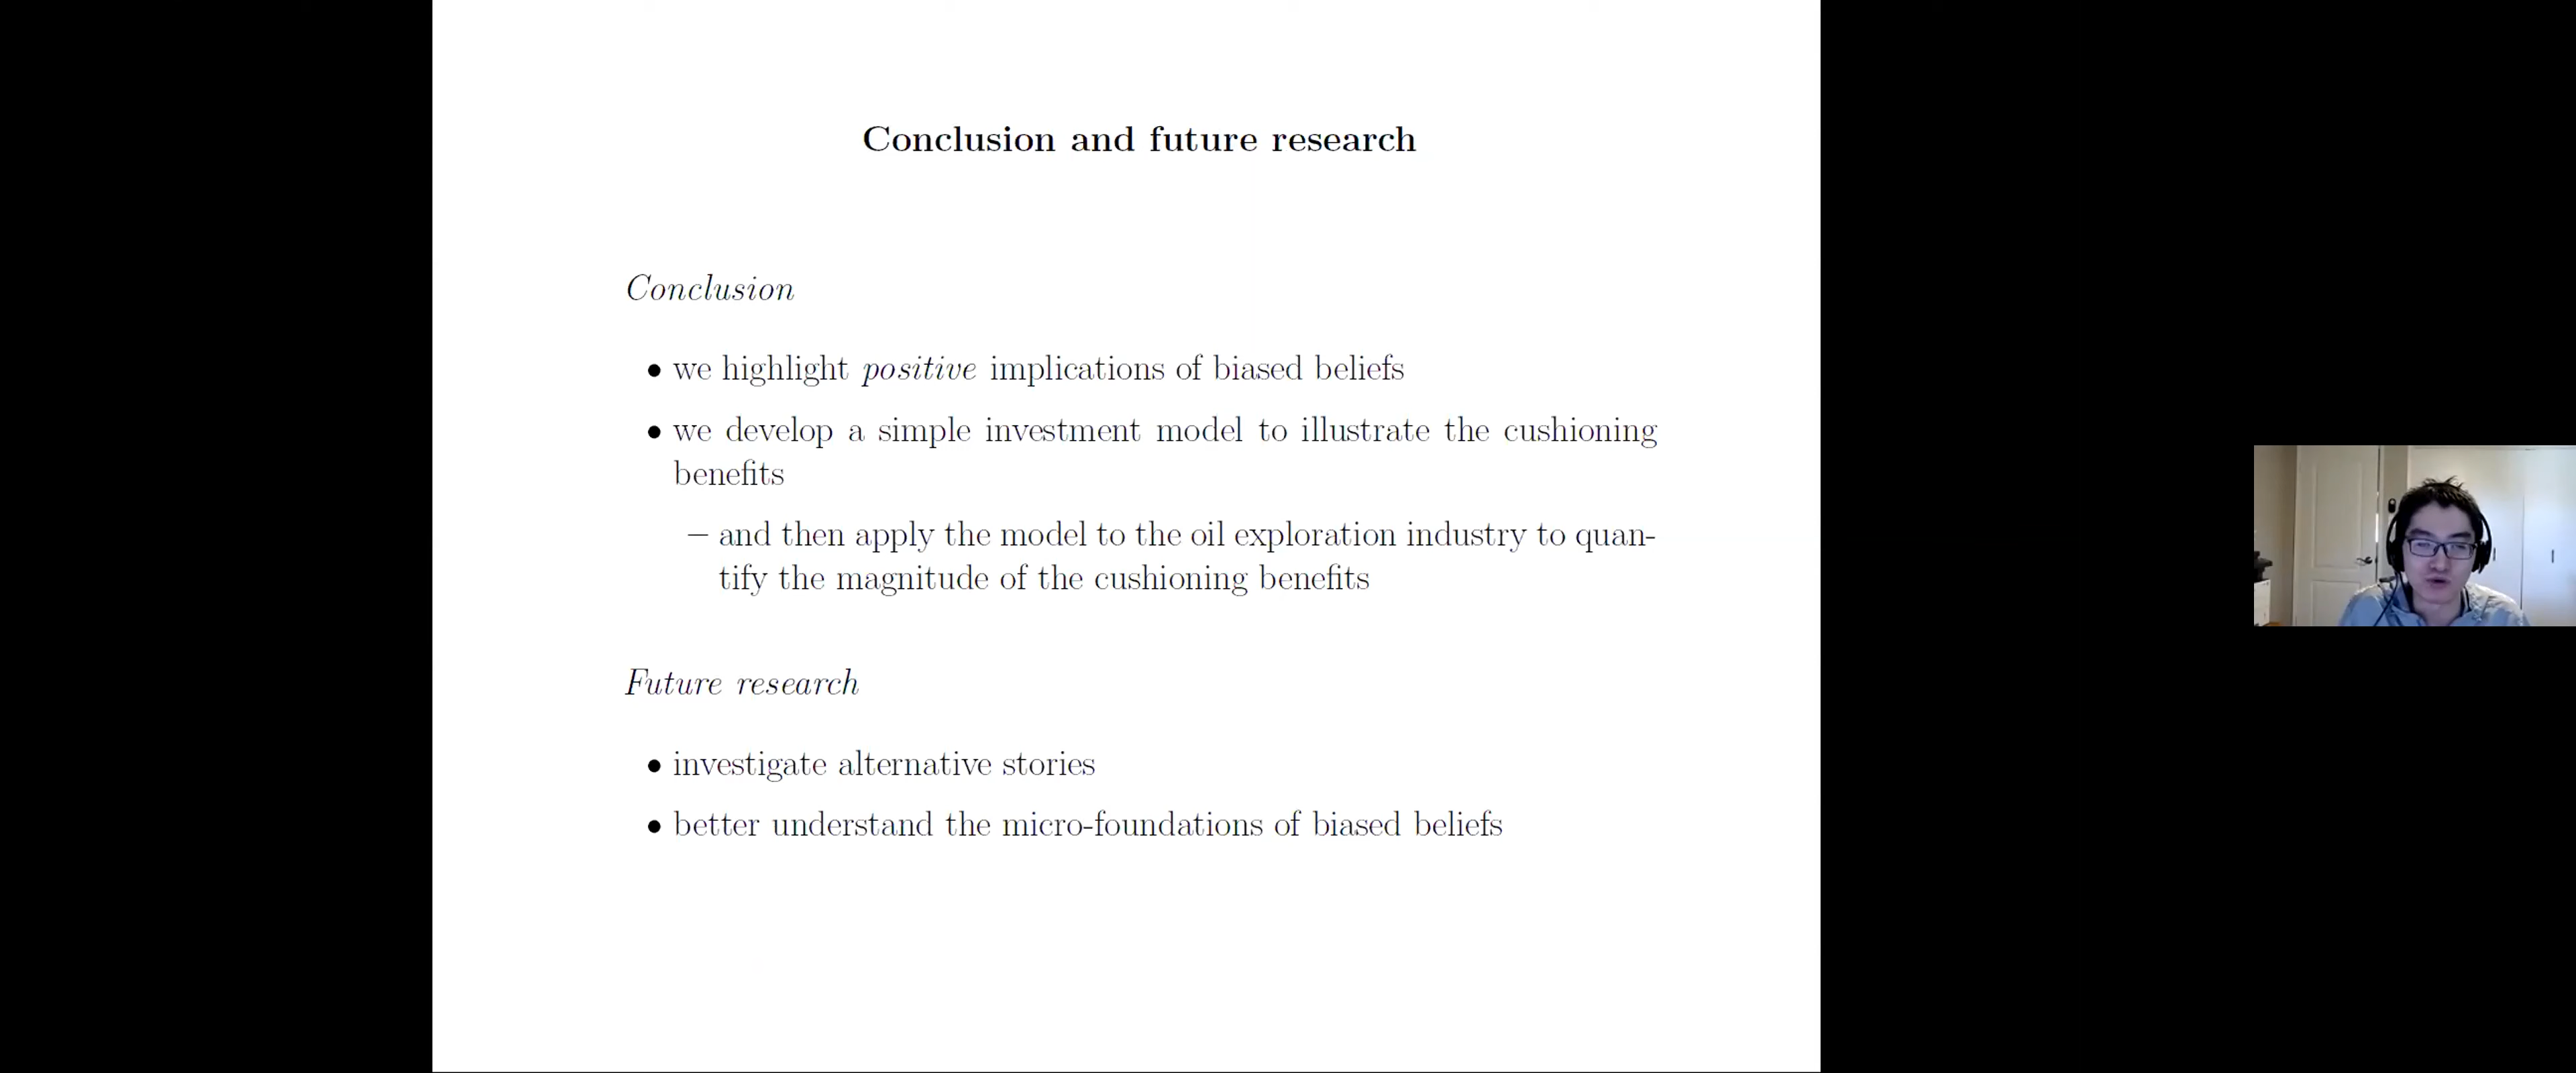 Conclusion and future research
Conclusion
• we highlight positive implications of biased beliefs
• we develop a simple investment model to illustrate the cushioning
benefits
– and then apply the model to the oil exploration industry to quan-
tify the magnitude of the cushioning benefits
Future research
• investigate alternative stories
• better understand the micro-foundations of biased beliefs